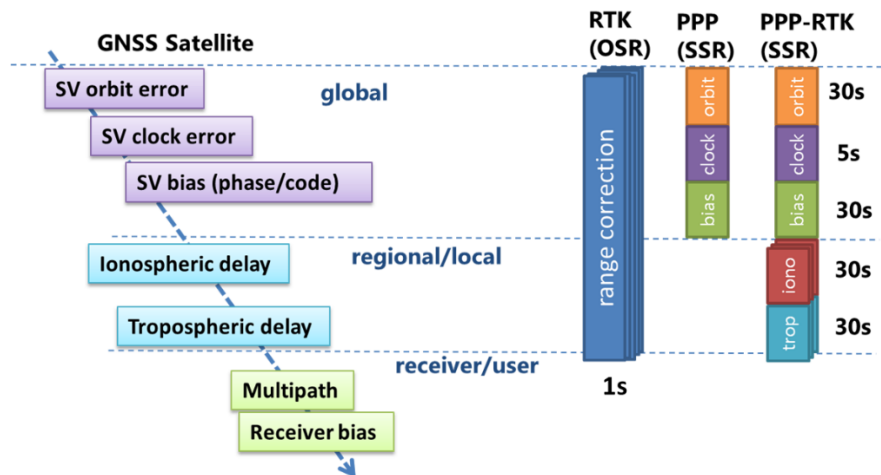 GNSS Satellite
RTK
(OSR)
PPP
(SSR)
PPP-RTK
(SSR)
SV orbit error
global
SV clock error
SV bias (phase/code)
regional/local
Ionospheric delay
Tropospheric delay
receiver/user
Multipath
Receiver bias
range correction
1s
orbit
clock
bias
orbit
clock
bias
iono
trop
30s
5s
30s
30s
30s